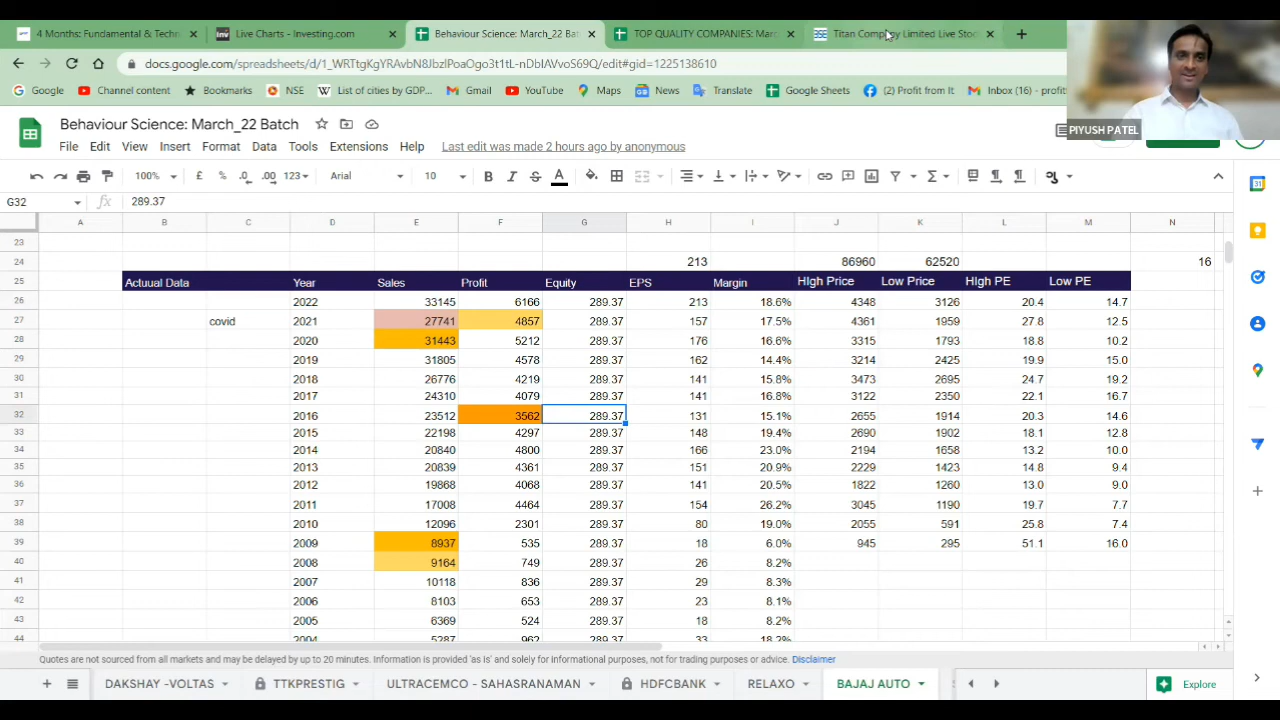 4 Months: Fundamental & Techn
Live Charts - Investing.com
Behaviour Science: March_22 Bat
TOP QUALITY COMPANIES: Marc
Titan Company Limited Live Stoc
docs.google.com/spreadsheets/d/1_WRTtgKgYRAvbN8JbzlPoaOgp3t1tL-nDbIAVvoS69Q/edit#gid=1225138610
Google
Channel content
Bookmarks
NSE
List of cities by GDP...
Gmail
YouTube
Maps
News
Translate
Google Sheets
(2) Profit from It
Inbox (16) - profit
PIYUSH PATEL
Behaviour Science: March_22 Batch
File Edit View Insert Format Data Tools Extensions Help Last edit was made 2 hours ago by anonymous
100% £ % .0 .00 123 Arial 10 B I S A
G32 fx 289.37
A B C D E F G H I J K L M N
23
24 213 86960 62520 16
25 Actuual Data Year Sales Profit Equity EPS Margin HIgh Price Low Price HIgh PE Low PE
26 2022 33145 6166 289.37 213 18.6% 4348 3126 20.4 14.7
27 covid 2021 27741 4857 289.37 157 17.5% 4361 1959 27.8 12.5
28 2020 31443 5212 289.37 176 16.6% 3315 1793 18.8 10.2
29 2019 31805 4578 289.37 162 14.4% 3214 2425 19.9 15.0
30 2018 26776 4219 289.37 141 15.8% 3473 2695 24.7 19.2
31 2017 24310 4079 289.37 141 16.8% 3122 2350 22.1 16.7
32 2016 23512 3562 289.37 131 15.1% 2655 1914 20.3 14.6
33 2015 22198 4297 289.37 148 19.4% 2690 1902 18.1 12.8
34 2014 20840 4800 289.37 166 23.0% 2194 1658 13.2 10.0
35 2013 20839 4361 289.37 151 20.9% 2229 1423 14.8 9.4
36 2012 19868 4068 289.37 141 20.5% 1822 1260 13.0 9.0
37 2011 17008 4464 289.37 154 26.2% 3045 1190 19.7 7.7
38 2010 12096 2301 289.37 80 19.0% 2055 591 25.8 7.4
39 2009 8937 535 289.37 18 6.0% 945 295 51.1 16.0
40 2008 9164 749 289.37 26 8.2%
41 2007 10118 836 289.37 29 8.3%
42 2006 8103 653 289.37 23 8.1%
43 2005 6369 524 289.37 18 8.2%
44 2004 5287 962 289.37 33 18.2%
Quotes are not sourced from all markets and may be delayed by up to 20 minutes. Information is provided 'as is' and solely for informational purposes, not for trading purposes or advice. Disclaimer
DAKSHAY -VOLTAS TTKPRESTIG ULTRACEMCO - SAHASRANAMAN HDFCBANK RELAXO BAJAJ AUTO Explore